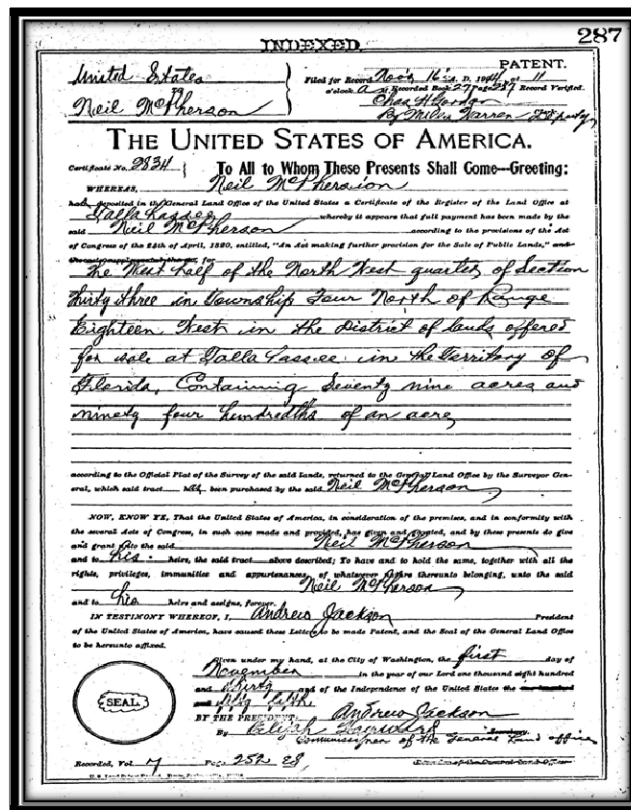 287
INDEXED
PATENT.
United States
TO
Neil McPherson
Filed for Record Nov's 16" A. D. 1944, at 11
o'clock a M. Recorded Book 27 Page 287 Record Verified.
Chas H Gordon
By Miles Warren Deputy
THE UNITED STATES OF AMERICA.
Certificate No. 2834 To All to Whom These Presents Shall Come---Greeting:
WHEREAS, Neil McPherson
ha deposited in the General Land Office of the United States a Certificate of the Register of the Land Office at
Tallahassee whereby it appears that full payment has been made by the
said Neil McPherson according to the provisions of the Act
of Congress of the 24th of April, 1820, entitled, "An Act making further provision for the Sale of Public Lands," and
for
the West half of the North West quarter, of Section
thirty three in Township Four North of Range
Eighteen West in the District of lands offered
for sale at Tallahassee in the Territory of
Florida, Containing Seventy nine acres and
ninety four hundredths of an acre
according to the Official Plat of the Survey of the said Lands, returned to the General Land Office by the Surveyor Gen-
eral, which said tract has been purchased by the said Neil McPherson
NOW, KNOW YE, That the United States of America, in consideration of the premises, and in conformity with
the several Acts of Congress, in such case made and provided, has given and granted, and by these presents do give
and grant unto the said Neil McPherson
and to his heirs, the said tract above described; To have and to hold the same, together with all the
rights, privileges, immunities and appurtenances, of whatsoever nature thereunto belonging, unto the said
Neil McPherson
and to his heirs and assigns, forever.
IN TESTIMONY WHEREOF, I, Andrew Jackson President
of the United States of America, have caused these Letters to be made Patent, and the Seal of the General Land Office
to be hereunto affixed.
Given under my hand, at the City of Washington, the first day of
November in the year of our Lord one thousand eight hundred
and thirty and of the Independence of the United States the
fifty fifth
SEAL
BY THE PRESIDENT: Andrew Jackson
By Elijah Hayward Secretary.
Commissioner of the General Land office
Recorded, Vol. 7 Page 252 28